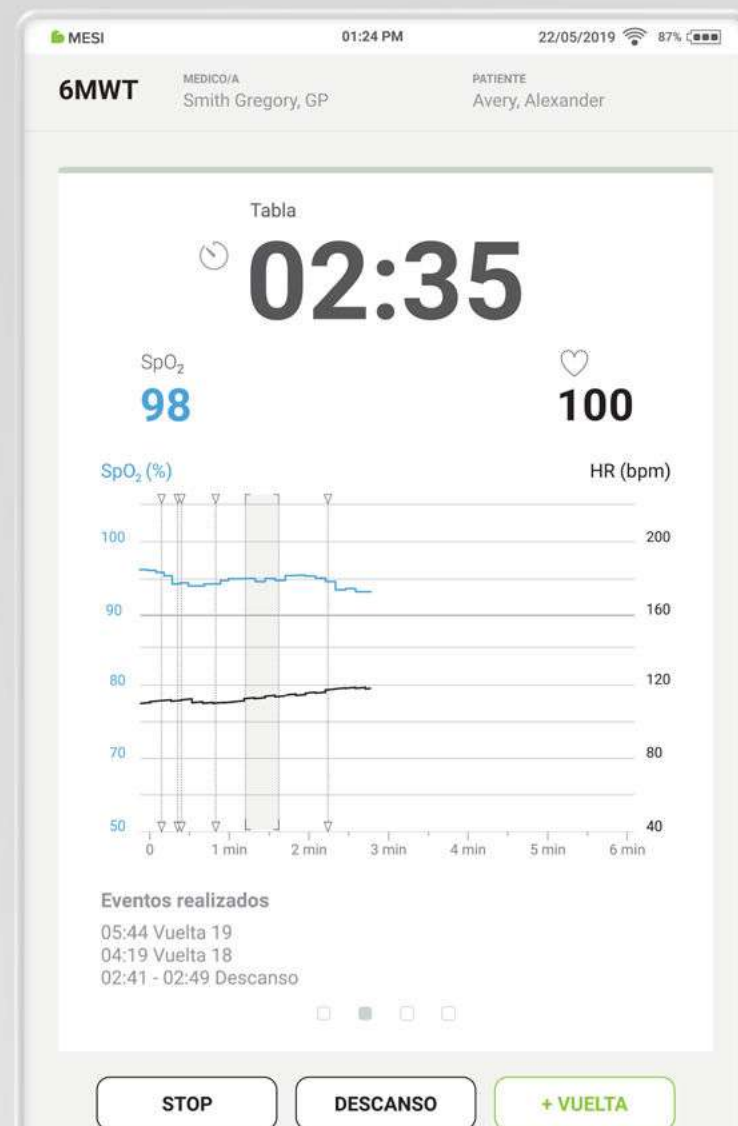 MESI 01:24 PM 22/05/2019 87%
6MWT
MEDICO/A
Smith Gregory, GP
PATIENTE
Avery, Alexander
Tabla
02:35
SpO₂
98
100
SpO₂ (%) HR (bpm)
100 200
90 160
80 120
70 80
50 40
0 1 min 2 min 3 min 4 min 5 min 6 min
Eventos realizados
05:44 Vuelta 19
04:19 Vuelta 18
02:41 - 02:49 Descanso
STOP DESCANSO + VUELTA